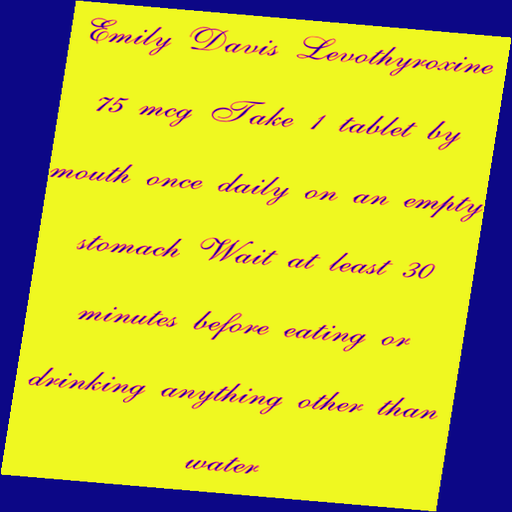 Emily Davis Levothyroxine
75 mcg Take 1 tablet by
mouth once daily on an empty
stomach Wait at least 30
minutes before eating or
drinking anything other than
water